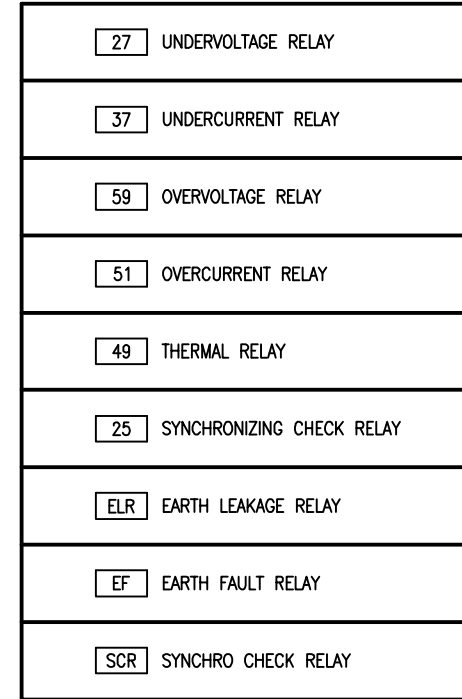 27 UNDERVOLTAGE RELAY
37 UNDERCURRENT RELAY
59 OVERVOLTAGE RELAY
51 OVERCURRENT RELAY
49 THERMAL RELAY
25 SYNCHRONIZING CHECK RELAY
ELR EARTH LEAKAGE RELAY
EF EARTH FAULT RELAY
SCR SYNCHRO CHECK RELAY